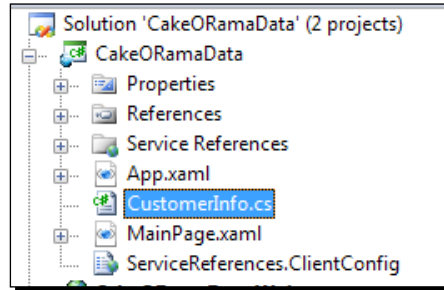 Solution 'CakeORamaData' (2 projects)
CakeORamaData
Properties
References
Service References
App.xaml
CustomerInfo.cs
MainPage.xaml
ServiceReferences.ClientConfig